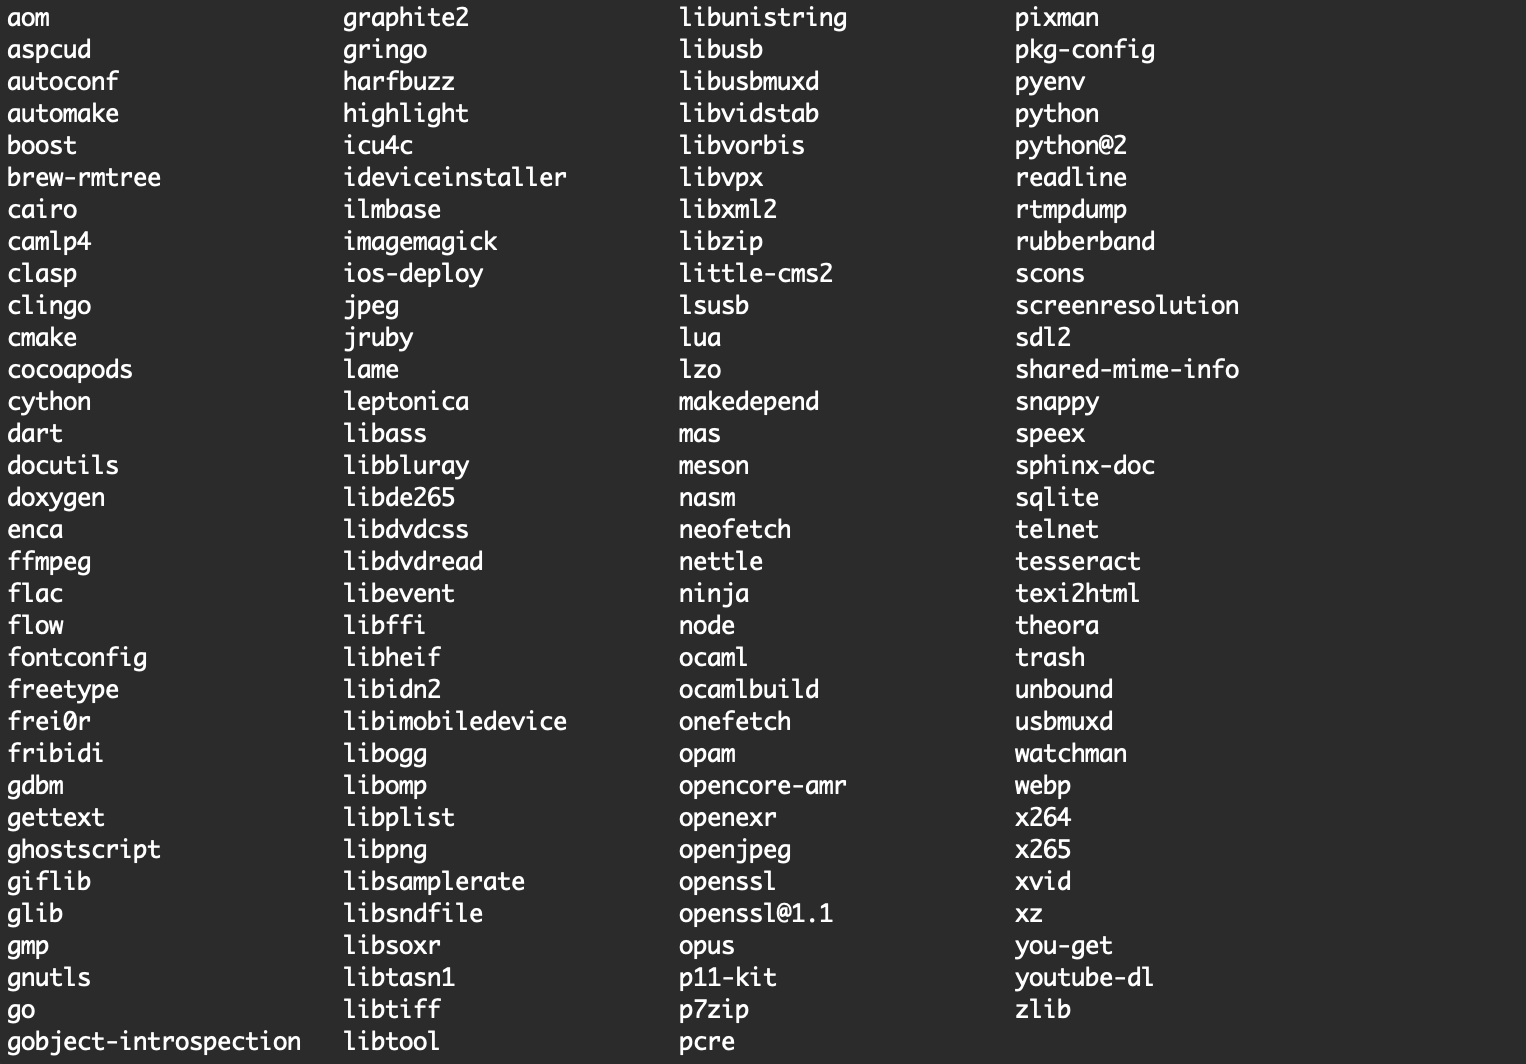 aom graphite2 libunistring pixman
aspcud gringo libusb pkg-config
autoconf harfbuzz libusbmuxd pyenv
automake highlight libvidstab python
boost icu4c libvorbis python@2
brew-rmtree ideviceinstaller libvpx readline
cairo ilmbase libxml2 rtmpdump
camlp4 imagemagick libzip rubberband
clasp ios-deploy little-cms2 scons
clingo jpeg lsusb screenresolution
cmake jruby lua sdl2
cocoapods lame lzo shared-mime-info
cython leptonica makedepend snappy
dart libass mas speex
docutils libbluray meson sphinx-doc
doxygen libde265 nasm sqlite
enca libdvdcss neofetch telnet
ffmpeg libdvdread nettle tesseract
flac libevent ninja texi2html
flow libffi node theora
fontconfig libheif ocaml trash
freetype libidn2 ocamlbuild unbound
frei0r libimobiledevice onefetch usbmuxd
fribidi libogg opam watchman
gdbm libomp opencore-amr webp
gettext libplist openexr x264
ghostscript libpng openjpeg x265
giflib libsamplerate openssl xvid
glib libsndfile openssl@1.1 xz
gmp libsoxr opus you-get
gnutls libtasn1 p11-kit youtube-dl
go libtiff p7zip zlib
gobject-introspection libtool pcre